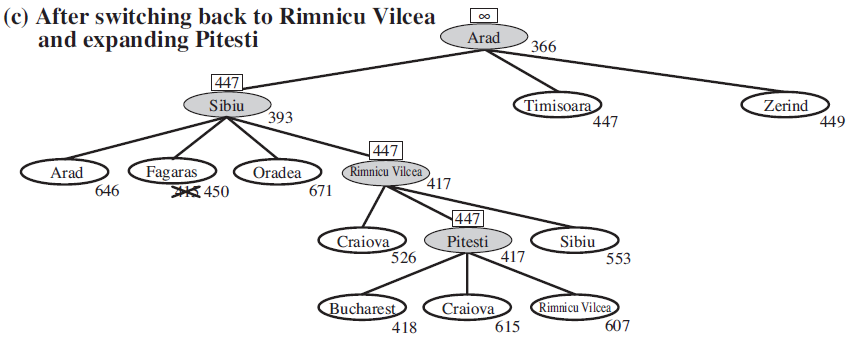 (c) After switching back to Rimnicu Vilcea
and expanding Pitesti
∞
Arad
366
447
Sibiu
393
Timisoara
447
Zerind
449
Arad
646
Fagaras
415 450
Oradea
671
447
Rimnicu Vilcea
417
Craiova
526
447
Pitesti
417
Sibiu
553
Bucharest
418
Craiova
615
Rimnicu Vilcea
607